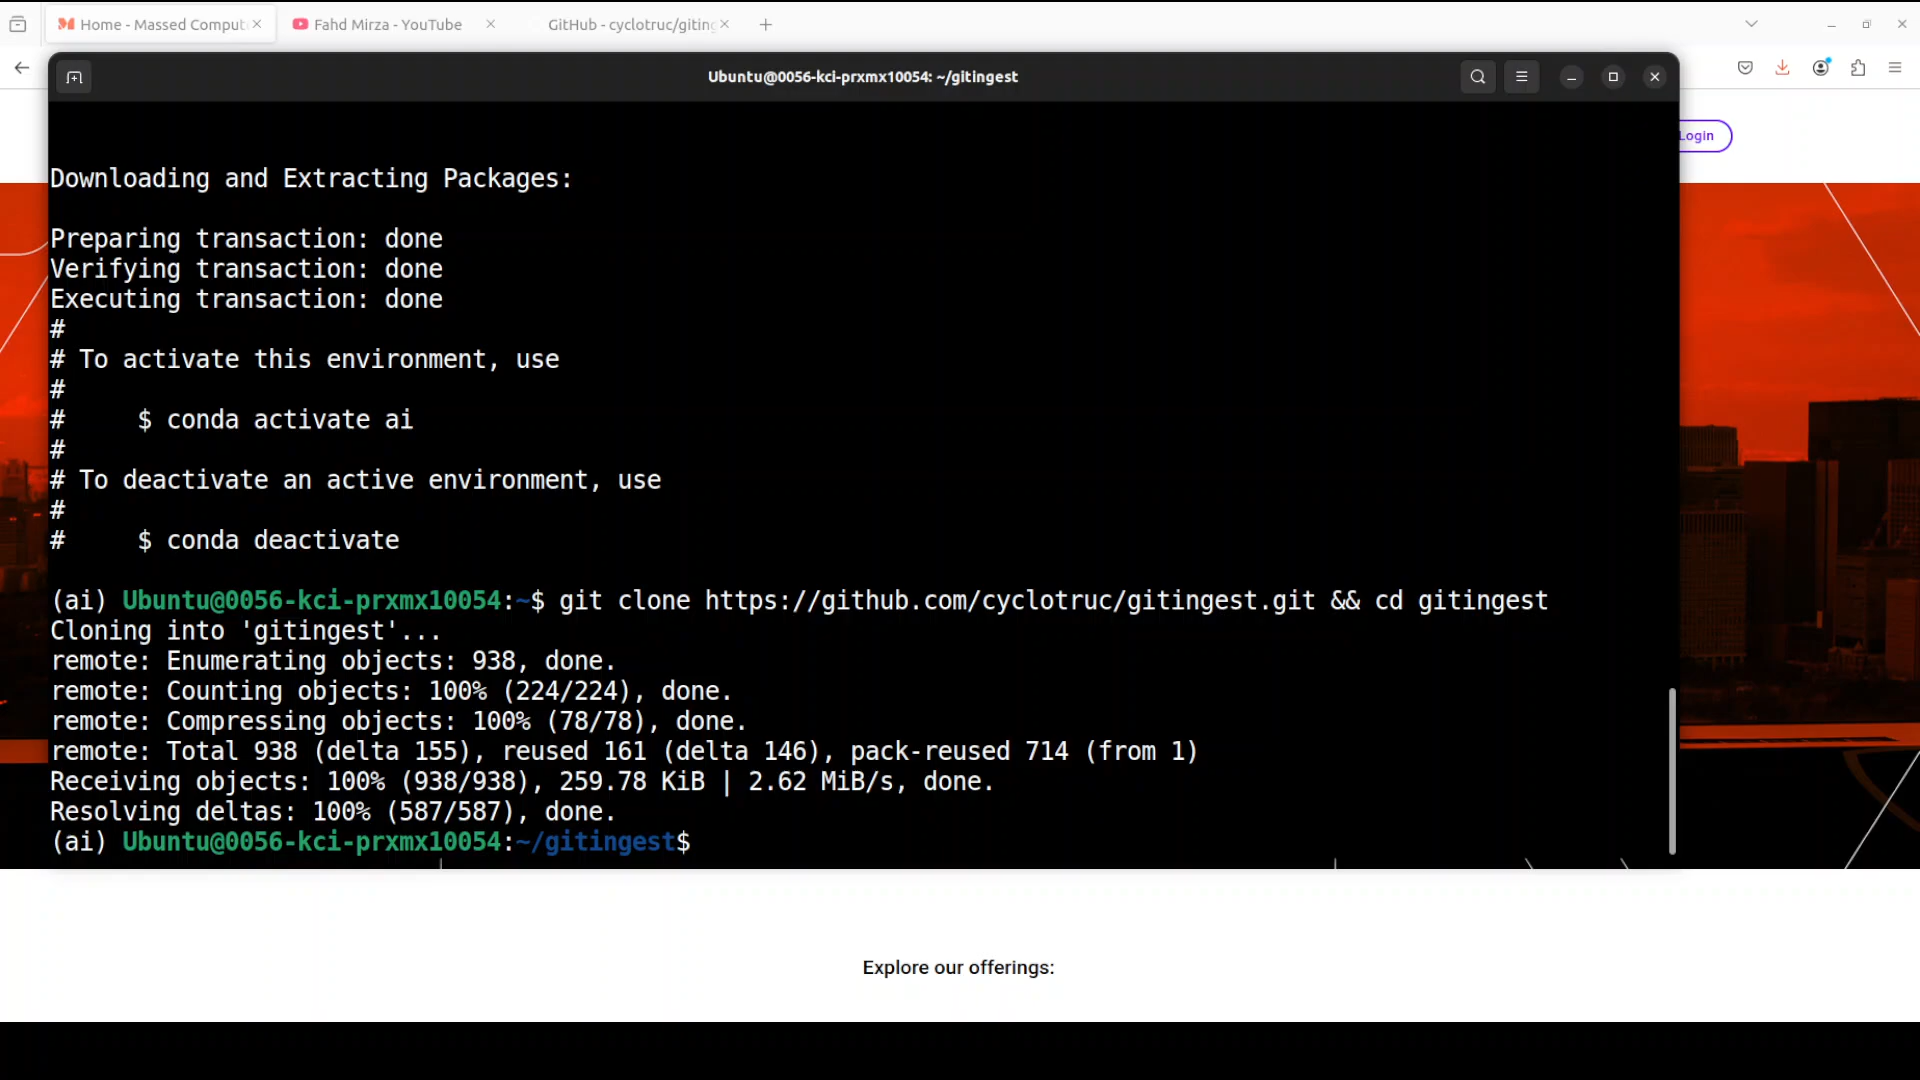 Home - Massed Comput
Fahd Mirza - YouTube
GitHub - cyclotruc/giting
Ubuntu@0056-kci-prxmx10054: ~/gitingest
Login
Downloading and Extracting Packages:
Preparing transaction: done
Verifying transaction: done
Executing transaction: done
#
# To activate this environment, use
#
#     $ conda activate ai
#
# To deactivate an active environment, use
#
#     $ conda deactivate
(ai) Ubuntu@0056-kci-prxmx10054:~$ git clone https://github.com/cyclotruc/gitingest.git && cd gitingest
Cloning into 'gitingest'...
remote: Enumerating objects: 938, done.
remote: Counting objects: 100% (224/224), done.
remote: Compressing objects: 100% (78/78), done.
remote: Total 938 (delta 155), reused 161 (delta 146), pack-reused 714 (from 1)
Receiving objects: 100% (938/938), 259.78 KiB | 2.62 MiB/s, done.
Resolving deltas: 100% (587/587), done.
(ai) Ubuntu@0056-kci-prxmx10054:~/gitingest$
Explore our offerings: